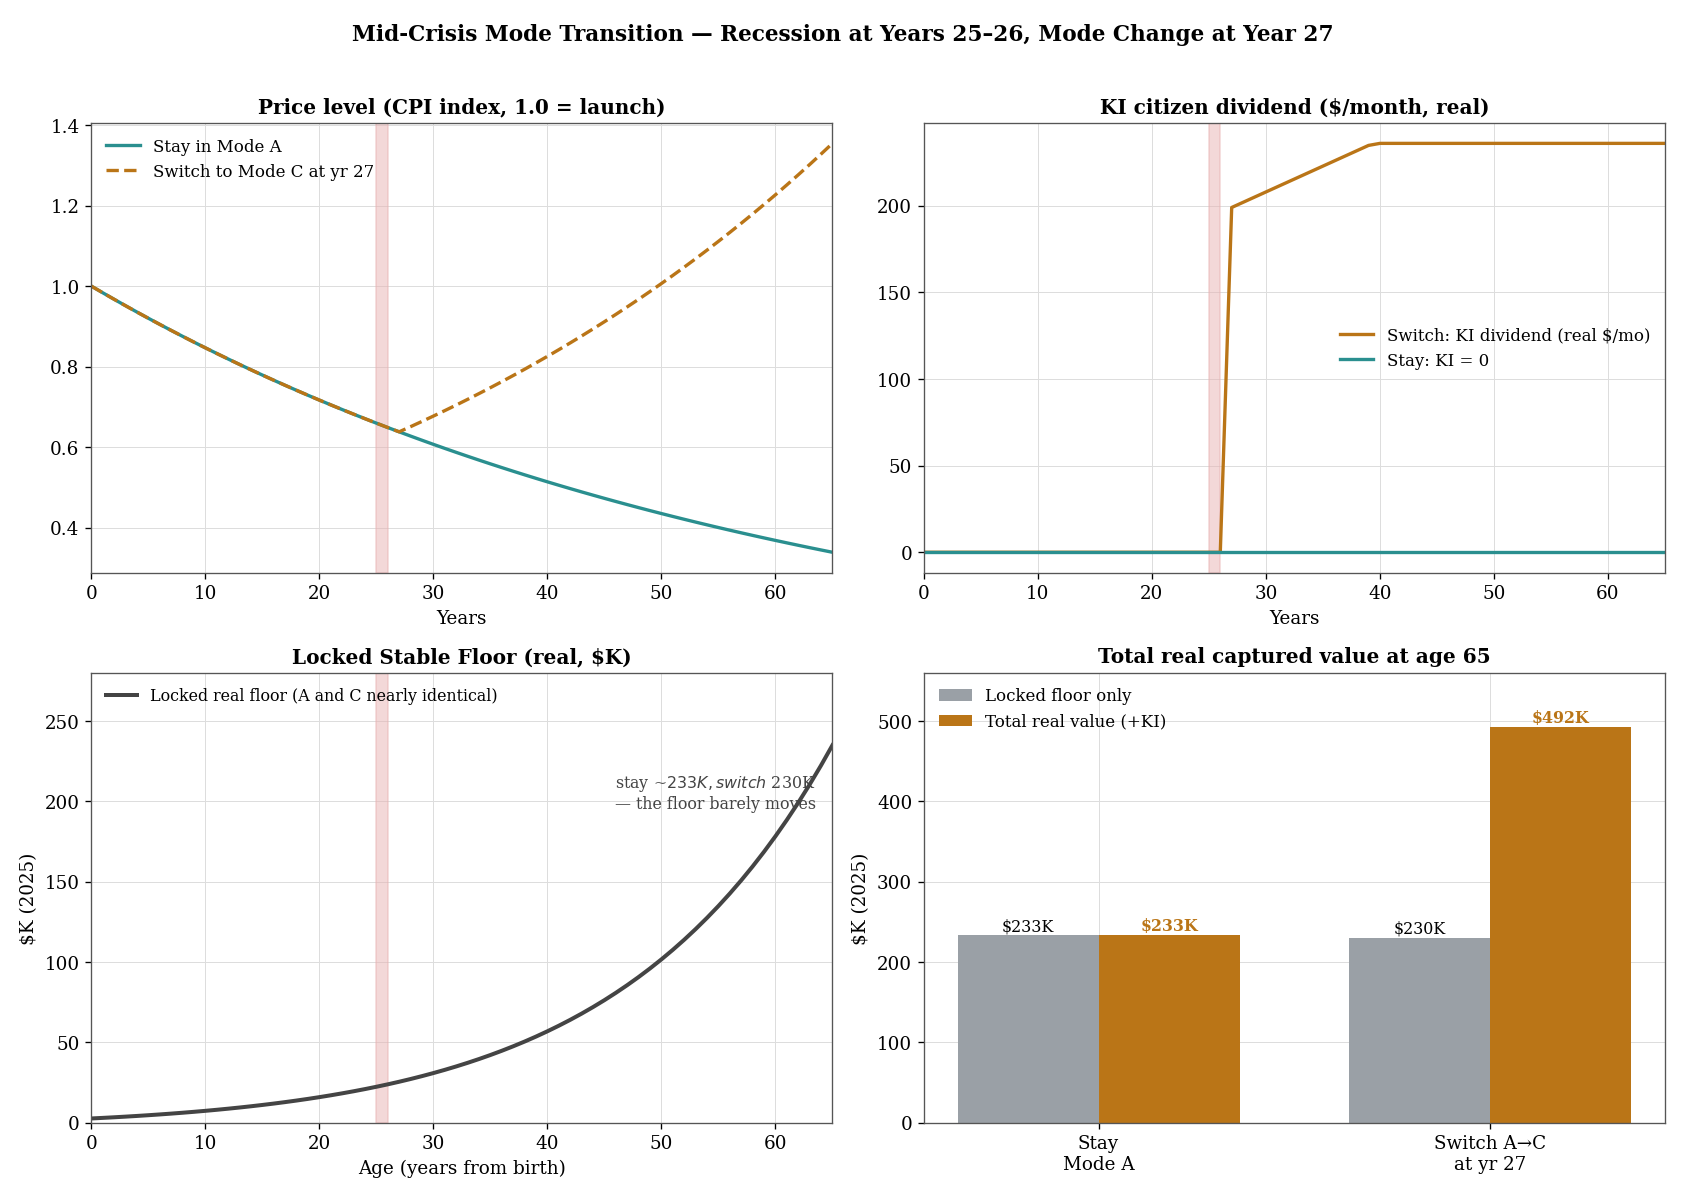 Mid-Crisis Mode Transition — Recession at Years 25–26, Mode Change at Year 27
Price level (CPI index, 1.0 = launch)
1.4
1.2
1.0
0.8
0.6
0.4
Stay in Mode A
Switch to Mode C at yr 27
0 10 20 30 40 50 60
Years
KI citizen dividend ($/month, real)
200
150
100
50
0
Switch: KI dividend (real $/mo)
Stay: KI = 0
0 10 20 30 40 50 60
Years
Locked Stable Floor (real, $K)
$K (2025)
250
200
150
100
50
0
Locked real floor (A and C nearly identical)
stay ~233K, switch 230K
— the floor barely moves
0 10 20 30 40 50 60
Age (years from birth)
Total real captured value at age 65
$K (2025)
500
400
300
200
100
0
Locked floor only
Total real value (+KI)
$233K
$233K
$230K
$492K
Stay
Mode A
Switch A→C
at yr 27